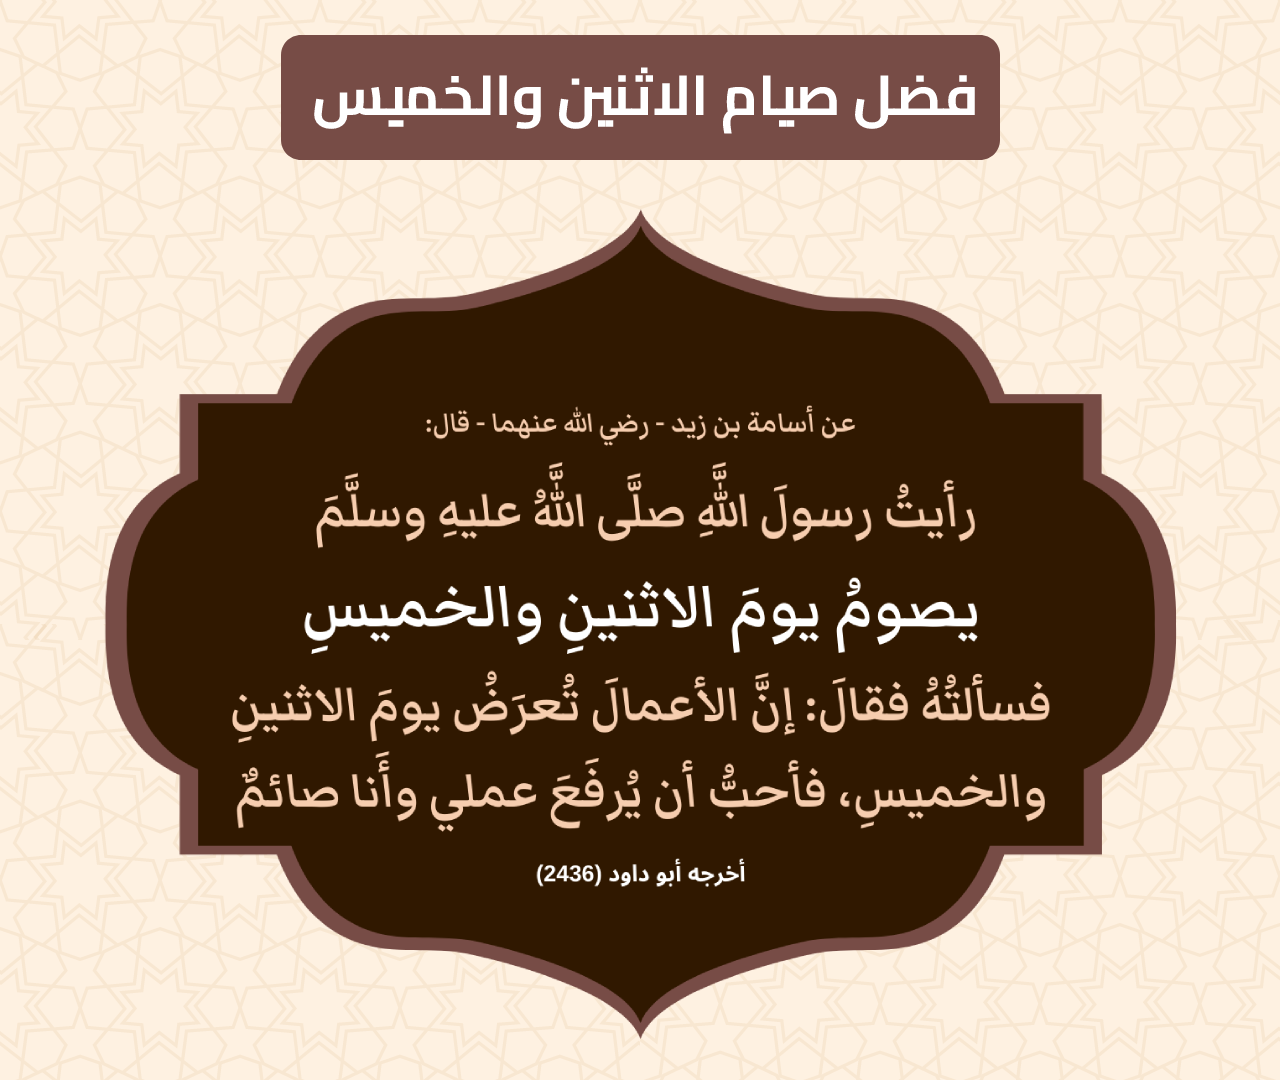 فضل صيام الاثنين والخميس
عن أسامة بن زيد - رضي الله عنهما - قال:
رأيتُ رسولَ اللَّهِ صلَّى اللَّهُ عليهِ وسلَّمَ
يصومُ يومَ الاثنينِ والخميسِ
فسألتُهُ فقالَ: إنَّ الأعمالَ تُعرَضُ يومَ الاثنينِ
والخميسِ، فأحبُّ أن يُرفَعَ عملي وأَنا صائمٌ
أخرجه أبو داود (2436)